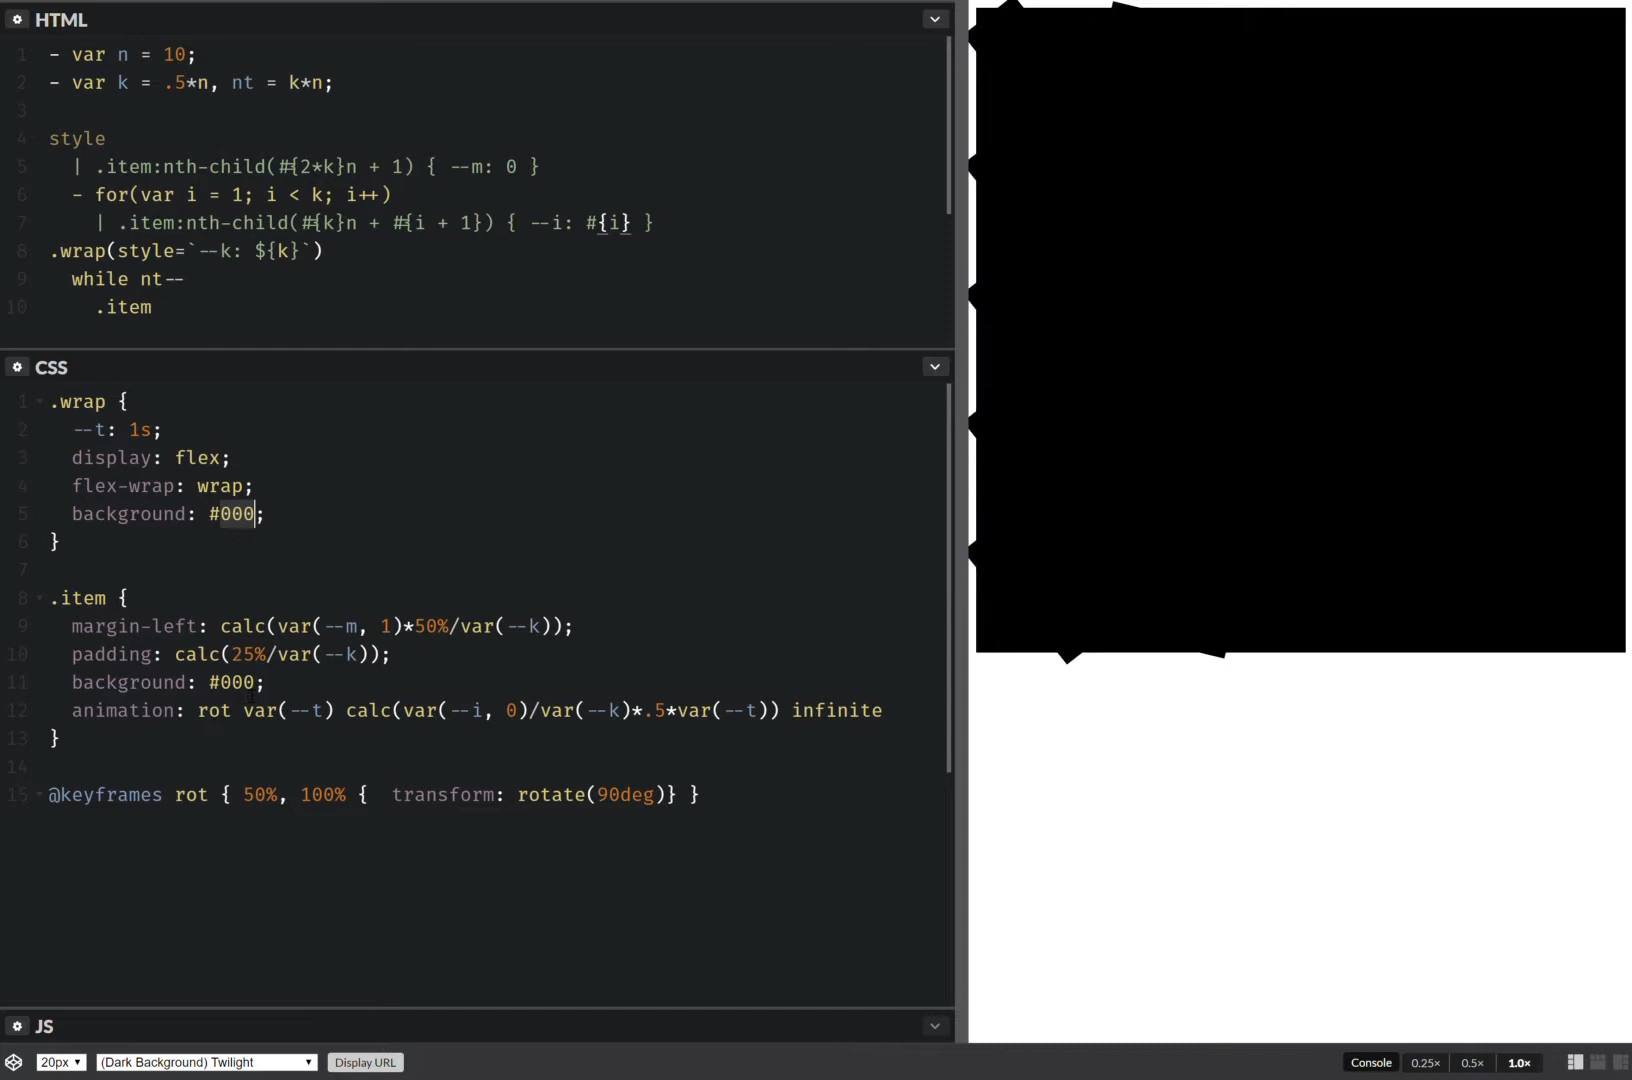 HTML
1 - var n = 10;
2 - var k = .5*n, nt = k*n;
3
4 style
5 | .item:nth-child(#{2*k}n + 1) { --m: 0 }
6 - for(var i = 1; i < k; i++)
7 | .item:nth-child(#{k}n + #{i + 1}) { --i: #{i} }
8 .wrap(style=`--k: ${k}`)
9 while nt--
10 .item
CSS
1 .wrap {
2 --t: 1s;
3 display: flex;
4 flex-wrap: wrap;
5 background: #000;
6 }
7
8 .item {
9 margin-left: calc(var(--m, 1)*50%/var(--k));
10 padding: calc(25%/var(--k));
11 background: #000;
12 animation: rot var(--t) calc(var(--i, 0)/var(--k)*.5*var(--t)) infinite
13 }
14
15 @keyframes rot { 50%, 100% { transform: rotate(90deg)} }
JS
20px (Dark Background) Twilight Display URL Console 0.25× 0.5× 1.0×